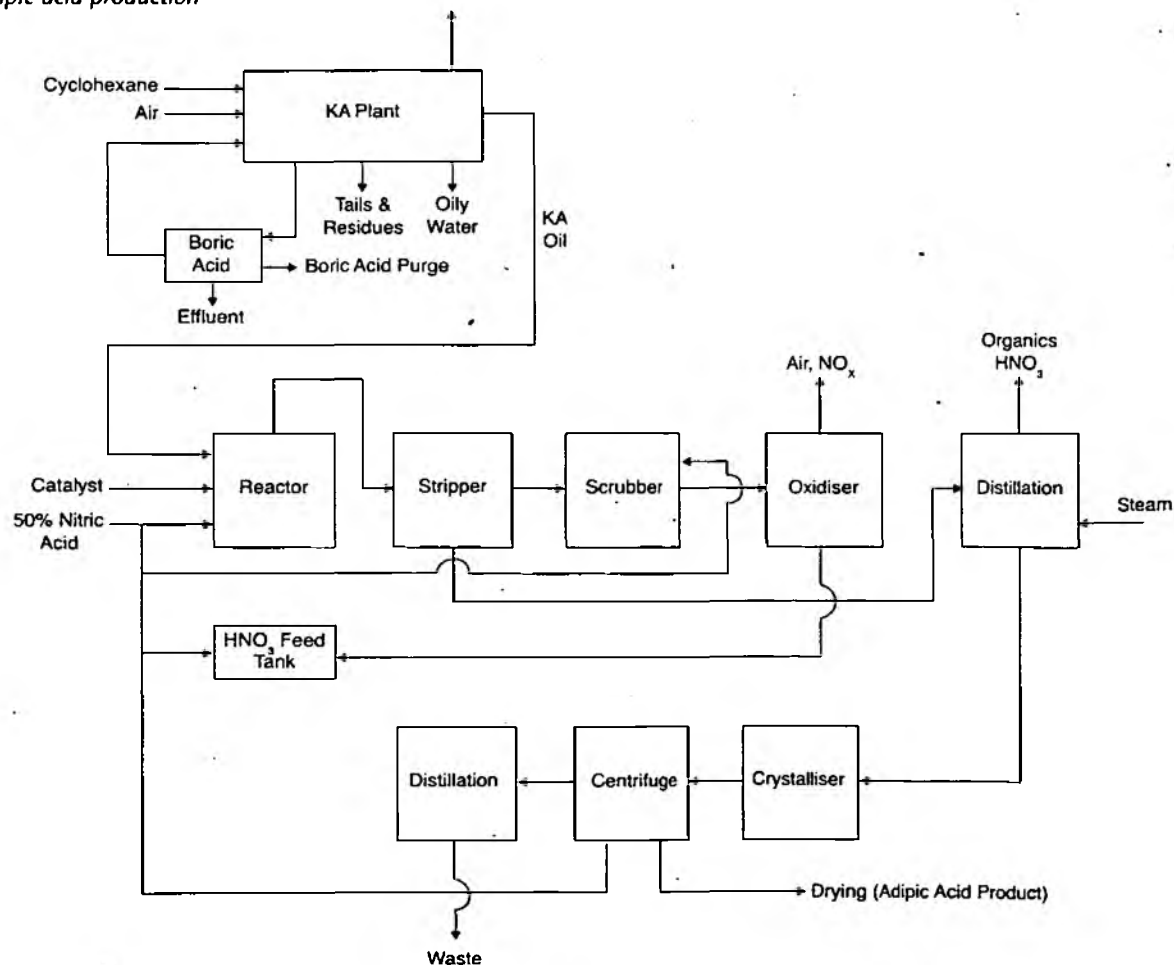 pic acid production
Cyclohexane
Air
KA Plant
Tails &
Residues
Oily
Water
KA
Oil
Boric
Acid
Boric Acid Purge
Effluent
Air, NOₓ
Organics
HNO₃
Catalyst
50% Nitric
Acid
Reactor
Stripper
Scrubber
Oxidiser
Distillation
Steam
HNO₃ Feed
Tank
Distillation
Centrifuge
Crystalliser
Drying (Adipic Acid Product)
Waste